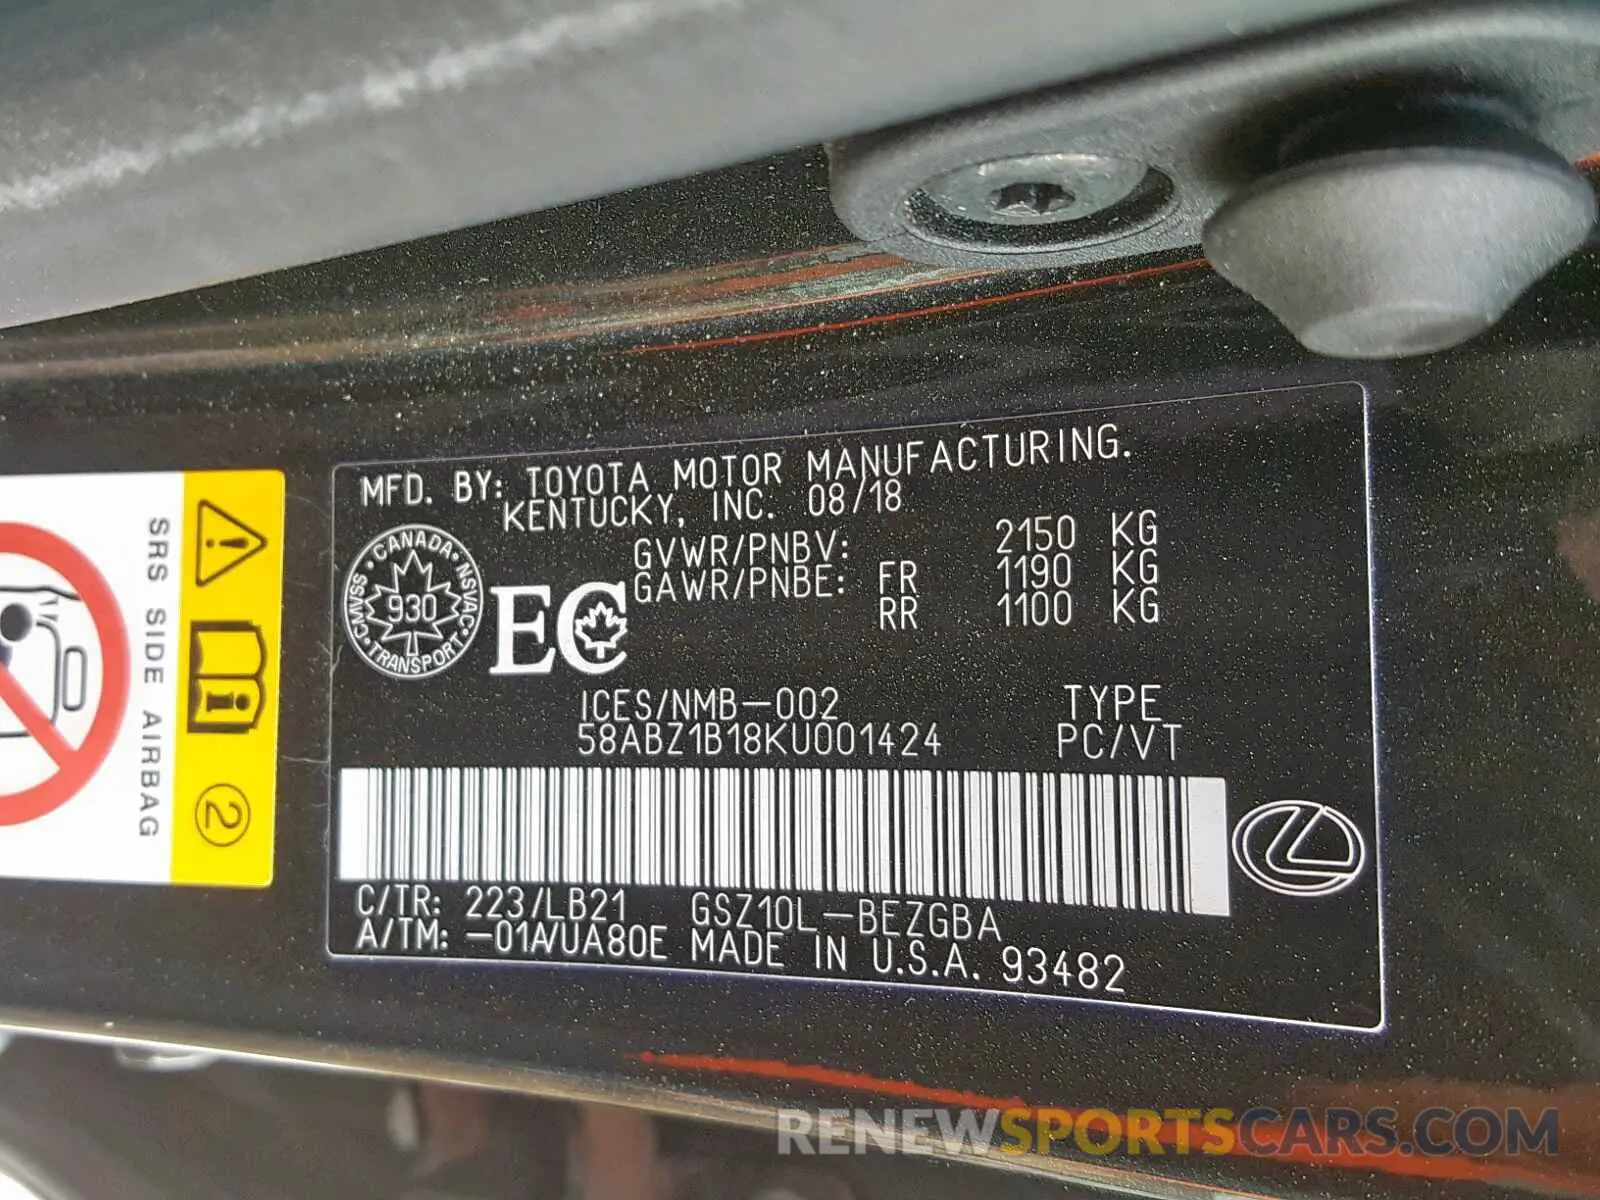 MFD. BY: TOYOTA MOTOR MANUFACTURING.
KENTUCKY, INC. 08/18
GVWR/PNBV: 2150 KG
GAWR/PNBE: FR 1190 KG
RR 1100 KG
CANADA • NSVAC • TRANSPORT • CMVSS •
930
EC
ICES/NMB-002 TYPE
58ABZ1B18KU001424 PC/VT
C/TR: 223/LB21 GSZ10L-BEZGBA
A/TM: -01A/UA80E MADE IN U.S.A. 93482
SRS SIDE AIRBAG
2
RENEWSPORTSCARS.COM